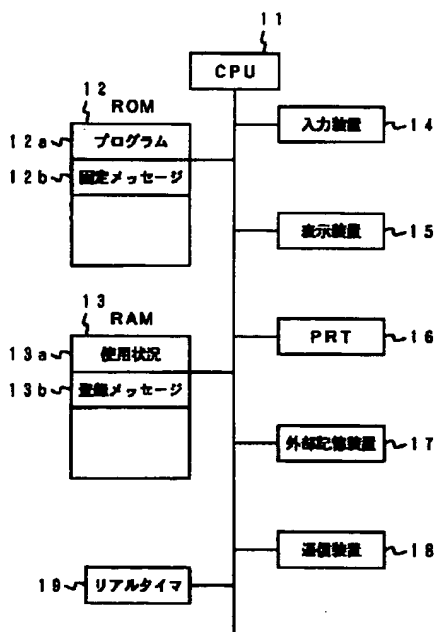 11
CPU
12
ROM
12a
プログラム
入力装置
14
12b
固定メッセージ
表示装置
15
13
RAM
13a
使用状況
PRT
16
13b
登録メッセージ
外部記憶装置
17
通信装置
18
19
リアルタイマ